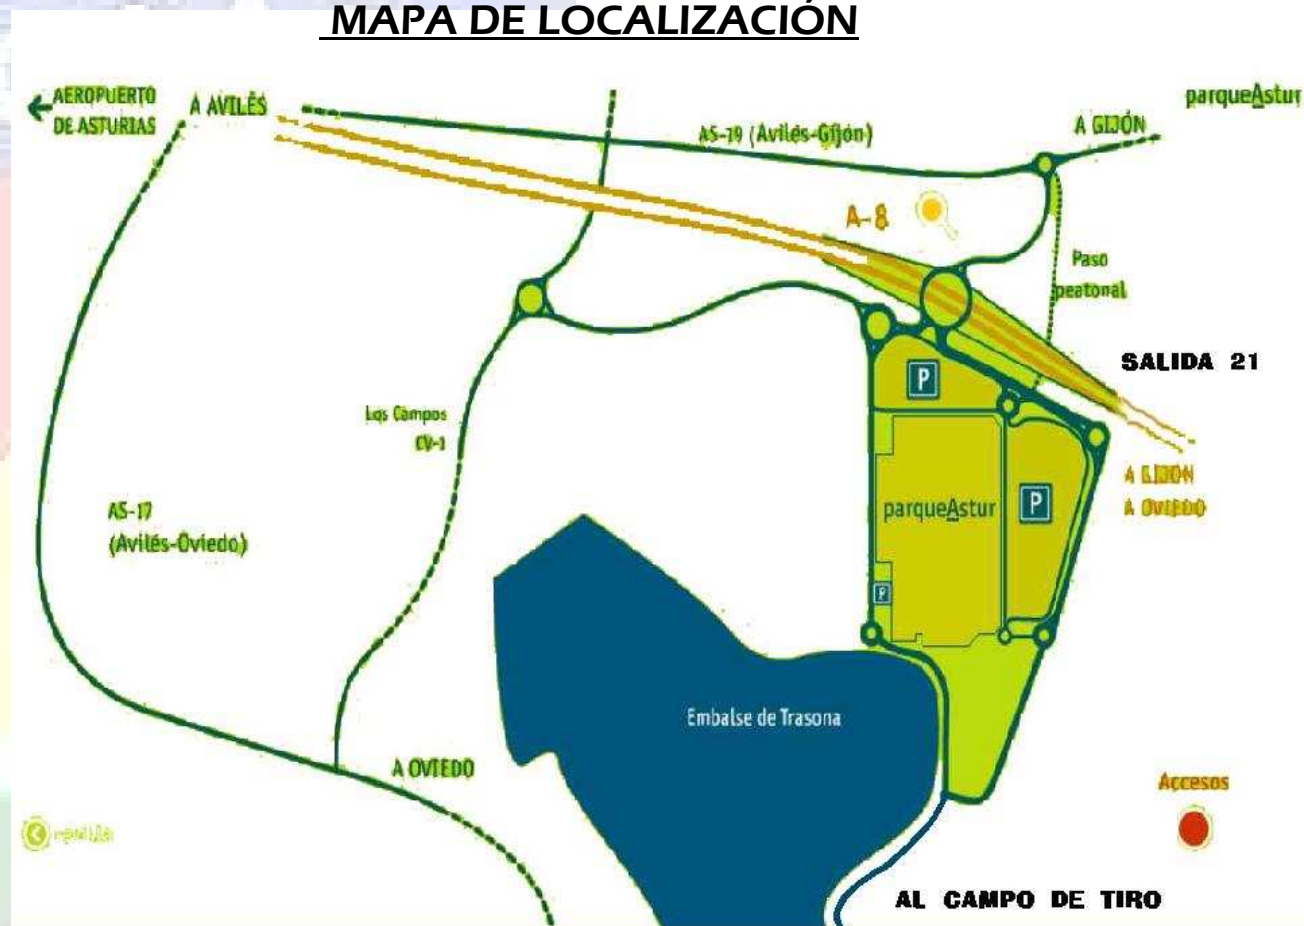 MAPA DE LOCALIZACIÓN
AEROPUERTO
DE ASTURIAS
A AVILÉS
AS-19 (Avilés-Gijón)
A GIJÓN
parqueAstur
A-8
Paso
peatonal
SALIDA 21
P
Los Campos
CV-1
A GIJÓN
A OVIEDO
AS-17
(Avilés-Oviedo)
parqueAstur
P
P
Embalse de Trasona
A OVIEDO
Accesos
AL CAMPO DE TIRO